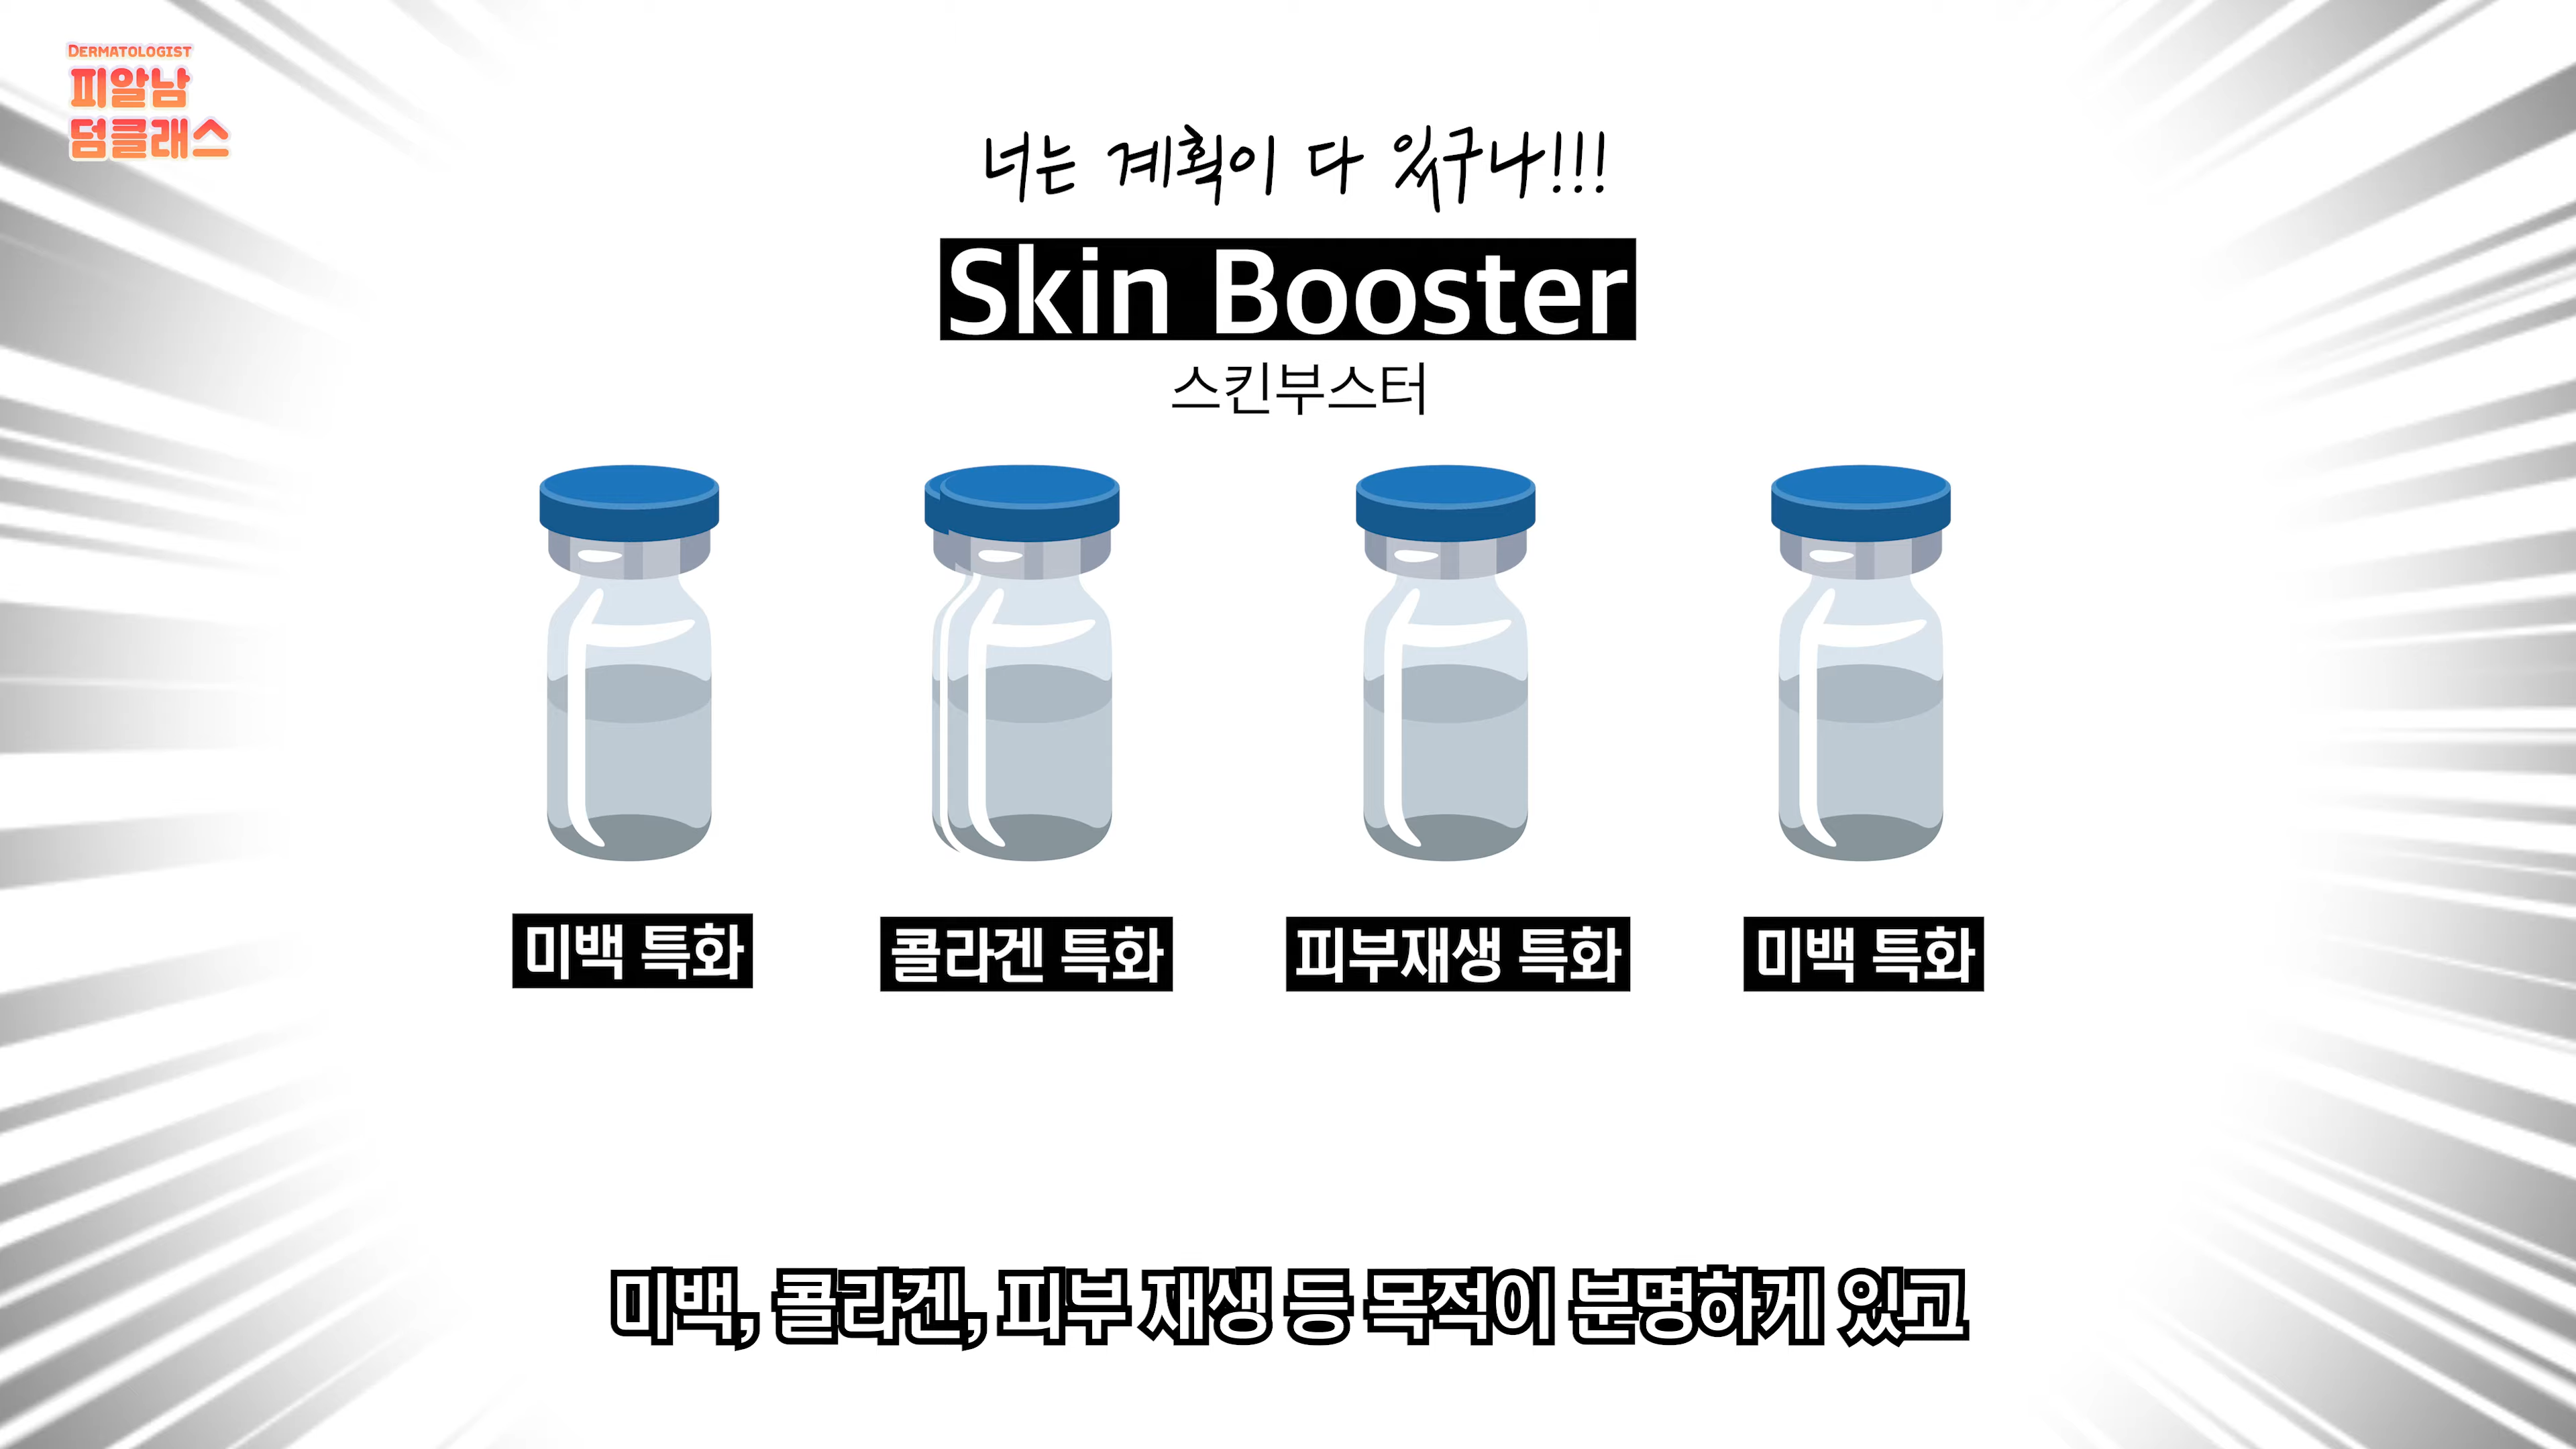 DERMATOLOGIST
피알남
덤클래스
너는 계획이 다 있구나!!!
Skin Booster
스킨부스터
미백 특화
콜라겐 특화
피부재생 특화
미백 특화
미백, 콜라겐, 피부 재생 등 목적이 분명하게 있고